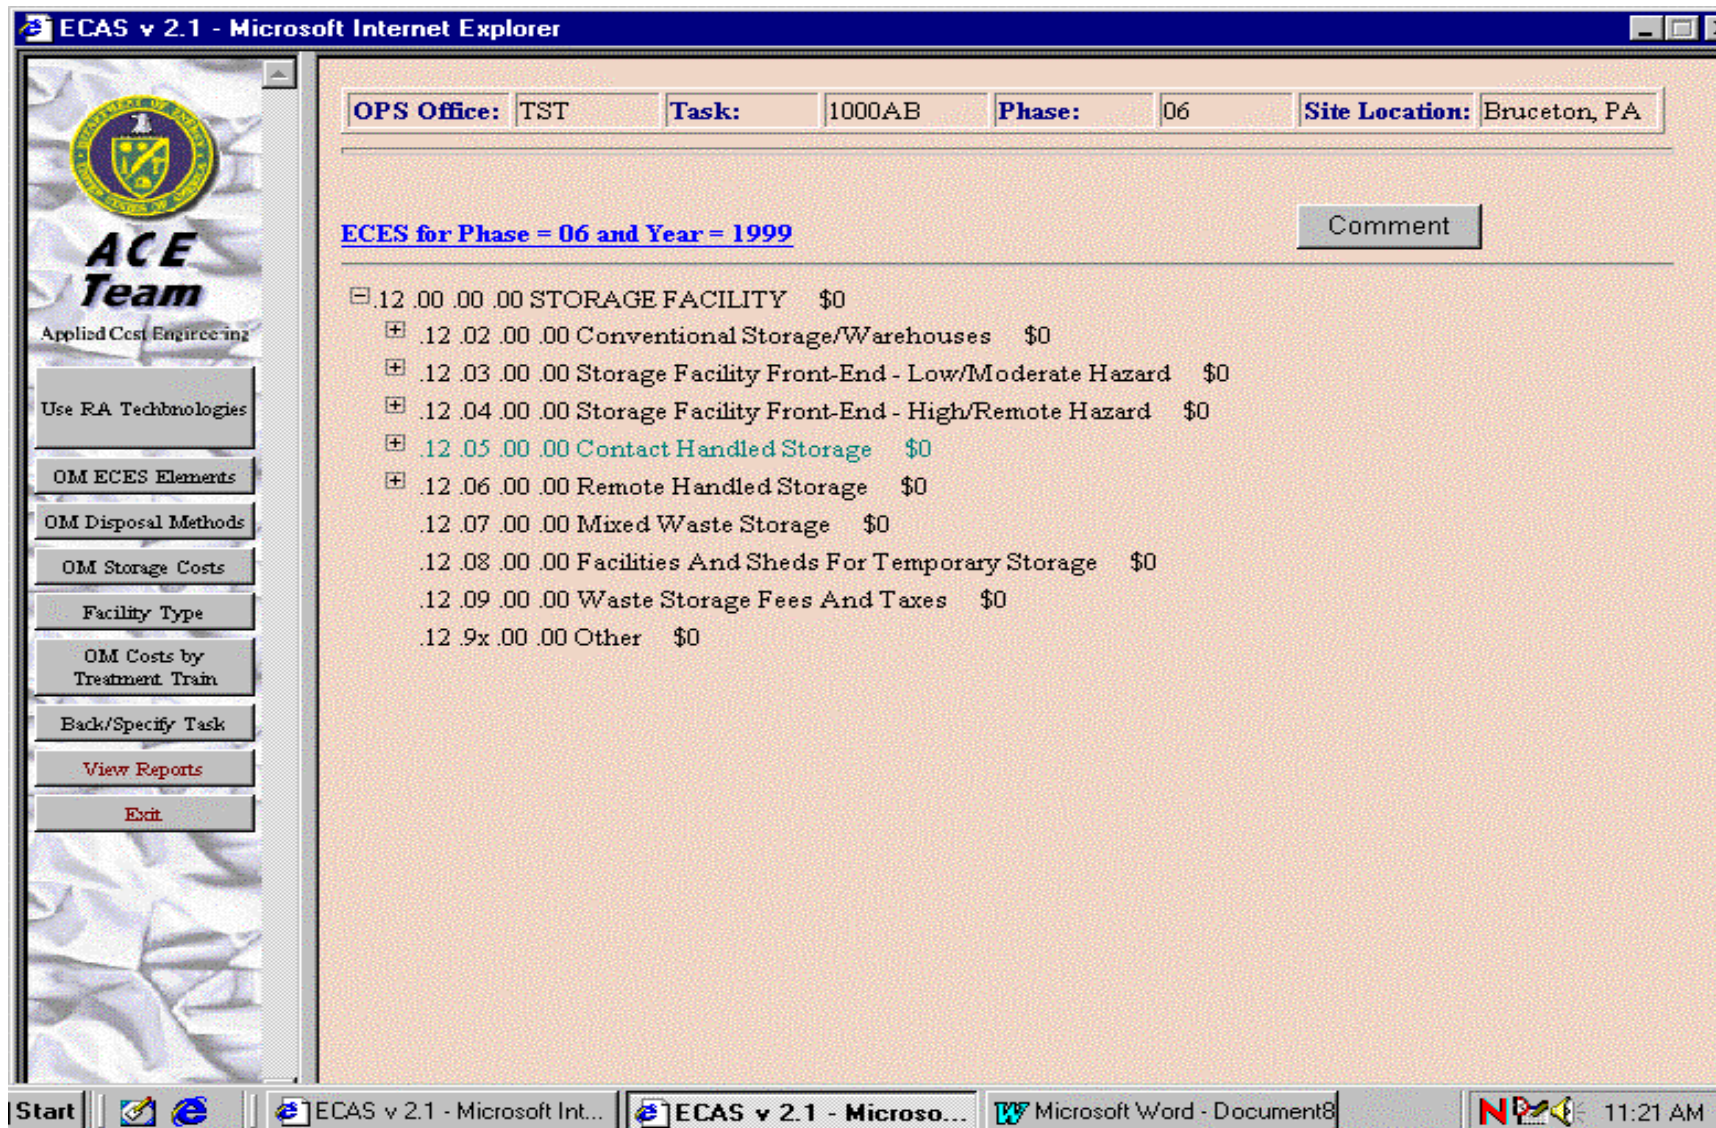 ECAS v 2.1 - Microsoft Internet Explorer
OPS Office: TST Task: 1000AB Phase: 06 Site Location: Bruceton, PA
ECES for Phase = 06 and Year = 1999
Comment
.12 .00 .00 .00 STORAGE FACILITY $0
.12 .02 .00 .00 Conventional Storage/Warehouses $0
.12 .03 .00 .00 Storage Facility Front-End - Low/Moderate Hazard $0
.12 .04 .00 .00 Storage Facility Front-End - High/Remote Hazard $0
.12 .05 .00 .00 Contact Handled Storage $0
.12 .06 .00 .00 Remote Handled Storage $0
.12 .07 .00 .00 Mixed Waste Storage $0
.12 .08 .00 .00 Facilities And Sheds For Temporary Storage $0
.12 .09 .00 .00 Waste Storage Fees And Taxes $0
.12 .9x .00 .00 Other $0
ACE
Team
Applied Cost Engineering
Use RA Techbnologies
OM ECES Elements
OM Disposal Methods
OM Storage Costs
Facility Type
OM Costs by
Treatment Train
Back/Specify Task
View Reports
Exit
Start ECAS v 2.1 - Microsoft Int... ECAS v 2.1 - Microso... Microsoft Word - Document8 11:21 AM